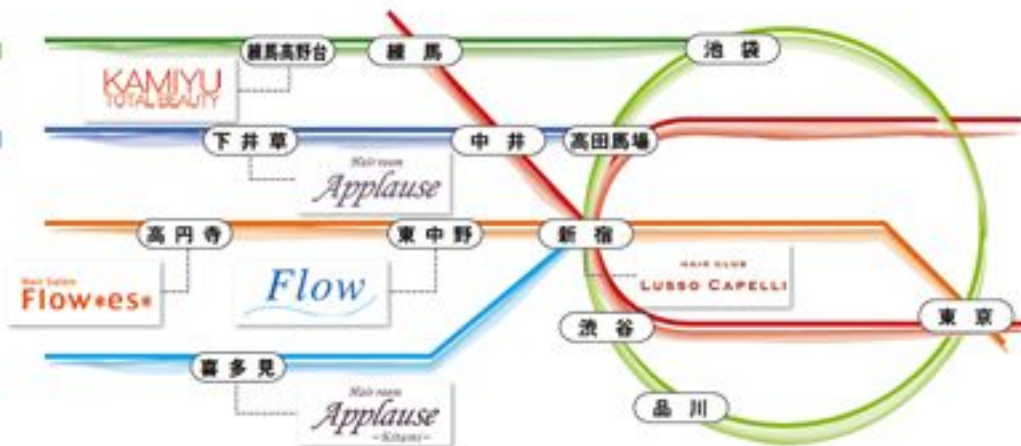 練馬高野台
練馬
池袋
KAMIYU
TOTAL BEAUTY
下井草
中井
高田馬場
Hair room
Applause
高円寺
東中野
新宿
Hair Salon
Flow*es*
Flow
HAIR CLUB
LUSSO CAPELLI
渋谷
東京
喜多見
品川
Hair room
Applause
~Kitami~